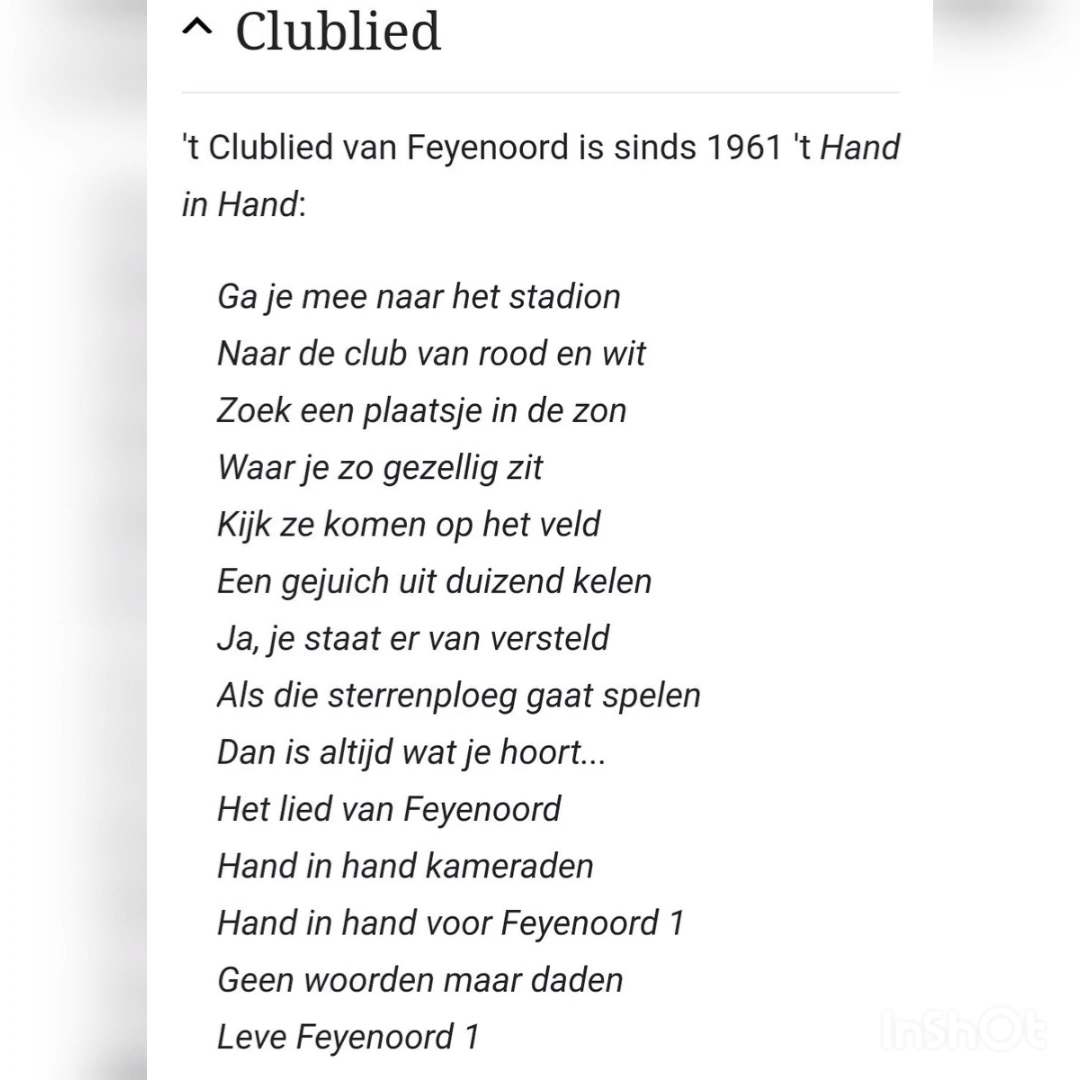 Clublied
't Clublied van Feyenoord is sinds 1961 't Hand
in Hand:
Ga je mee naar het stadion
Naar de club van rood en wit
Zoek een plaatsje in de zon
Waar je zo gezellig zit
Kijk ze komen op het veld
Een gejuich uit duizend kelen
Ja, je staat er van versteld
Als die sterrenploeg gaat spelen
Dan is altijd wat je hoort...
Het lied van Feyenoord
Hand in hand kameraden
Hand in hand voor Feyenoord 1
Geen woorden maar daden
Leve Feyenoord 1
InShOt